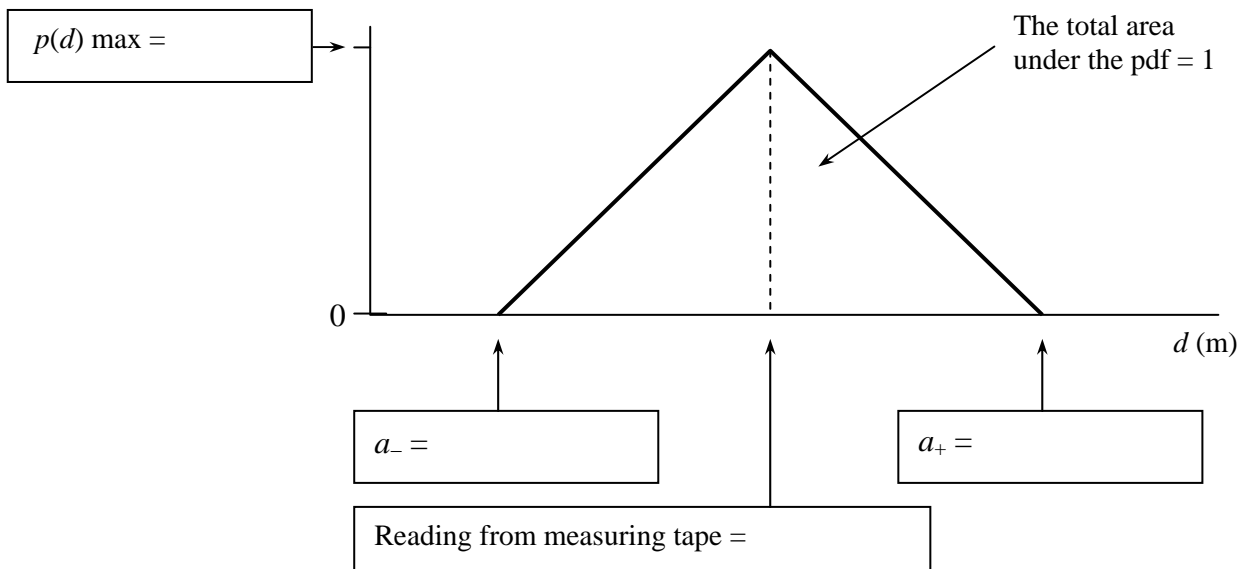 p(d) max =
The total area
under the pdf = 1
0
d (m)
a₋ =
a₊ =
Reading from measuring tape =